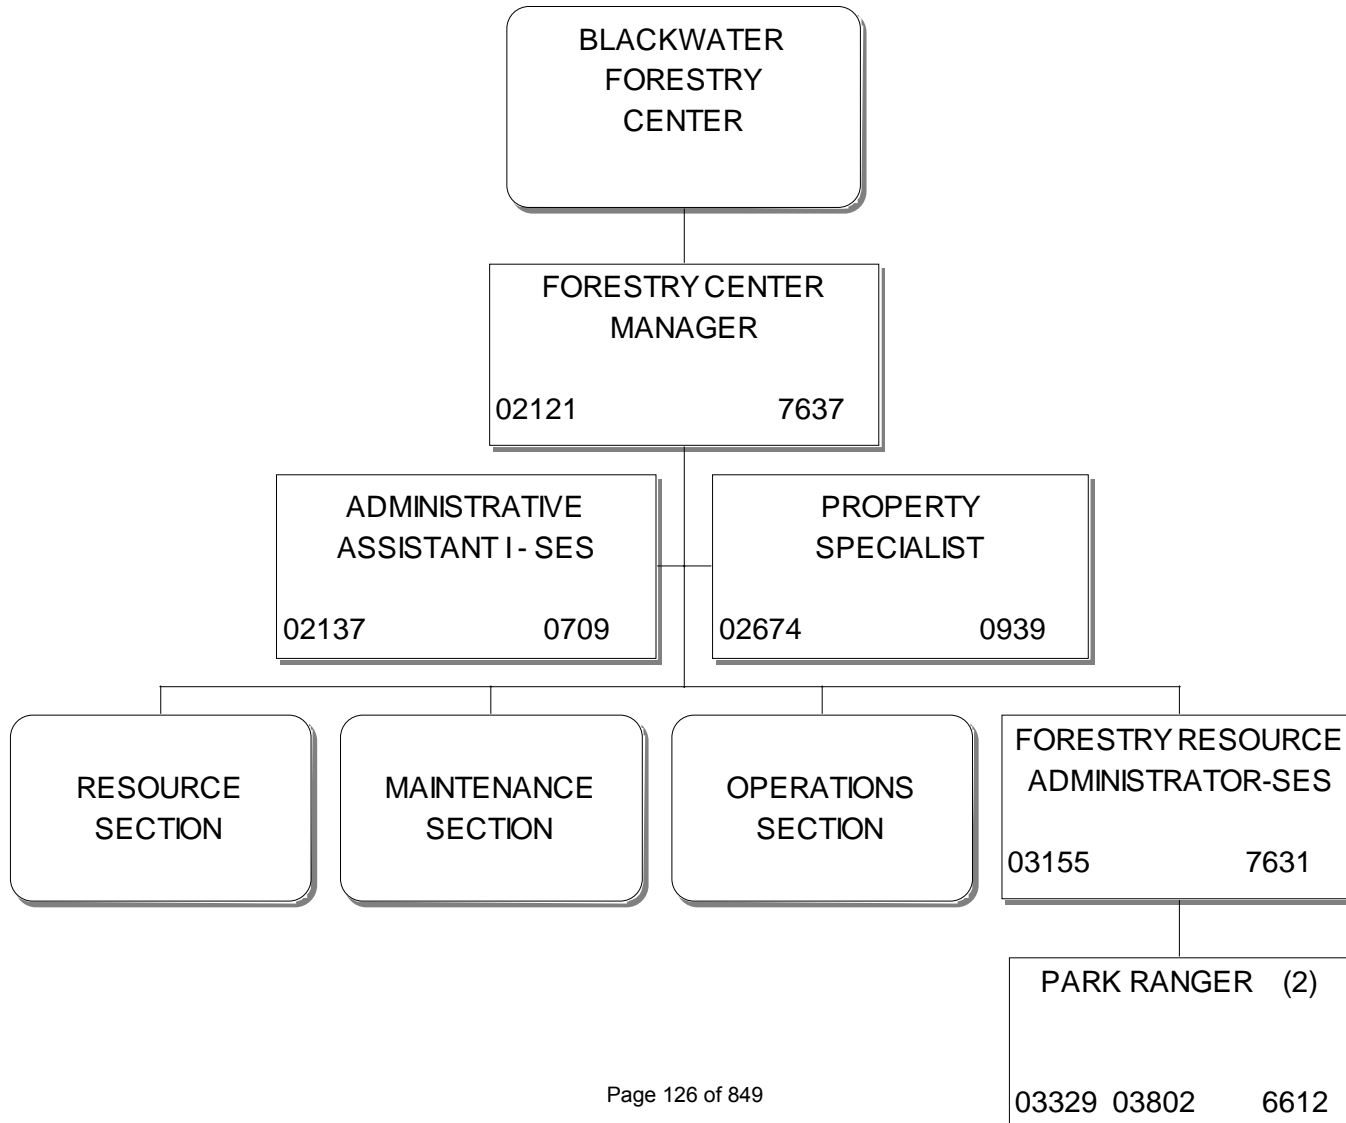 BLACKWATER
FORESTRY
CENTER
FORESTRY CENTER
MANAGER
02121 7637
ADMINISTRATIVE
ASSISTANT I - SES
02137 0709
PROPERTY
SPECIALIST
02674 0939
RESOURCE
SECTION
MAINTENANCE
SECTION
OPERATIONS
SECTION
FORESTRY RESOURCE
ADMINISTRATOR-SES
03155 7631
PARK RANGER (2)
03329 03802 6612
Page 126 of 849